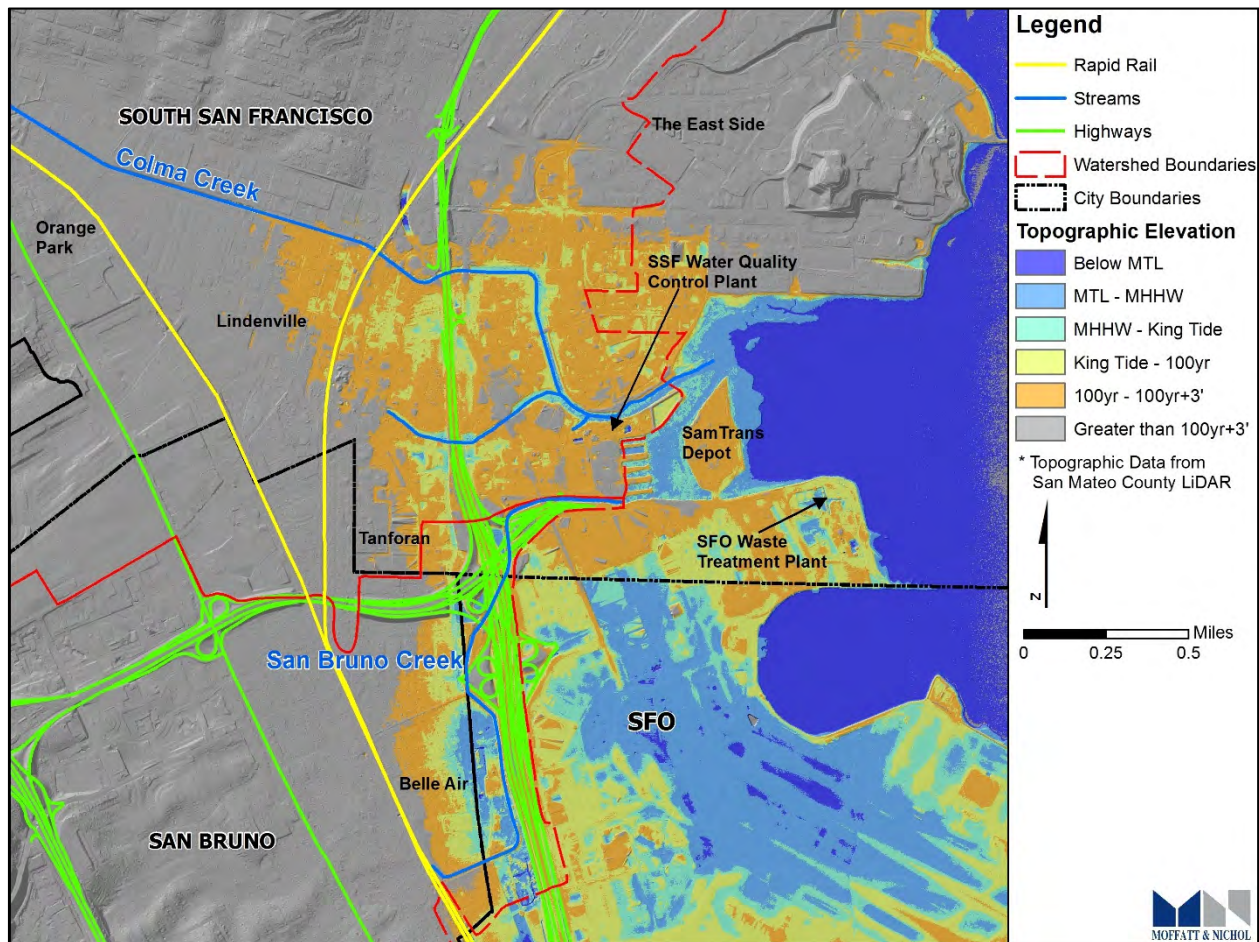 SOUTH SAN FRANCISCO
Colma Creek
The East Side
Orange
Park
SSF Water Quality
Control Plant
Lindenville
SamTrans
Depot
Tanforan
SFO Waste
Treatment Plant
San Bruno Creek
SFO
Belle Air
SAN BRUNO
Legend
Rapid Rail
Streams
Highways
Watershed Boundaries
City Boundaries
Topographic Elevation
Below MTL
MTL - MHHW
MHHW - King Tide
King Tide - 100yr
100yr - 100yr+3'
Greater than 100yr+3'
* Topographic Data from
San Mateo County LiDAR
N
Miles
0 0.25 0.5
MOFFATT & NICHOL